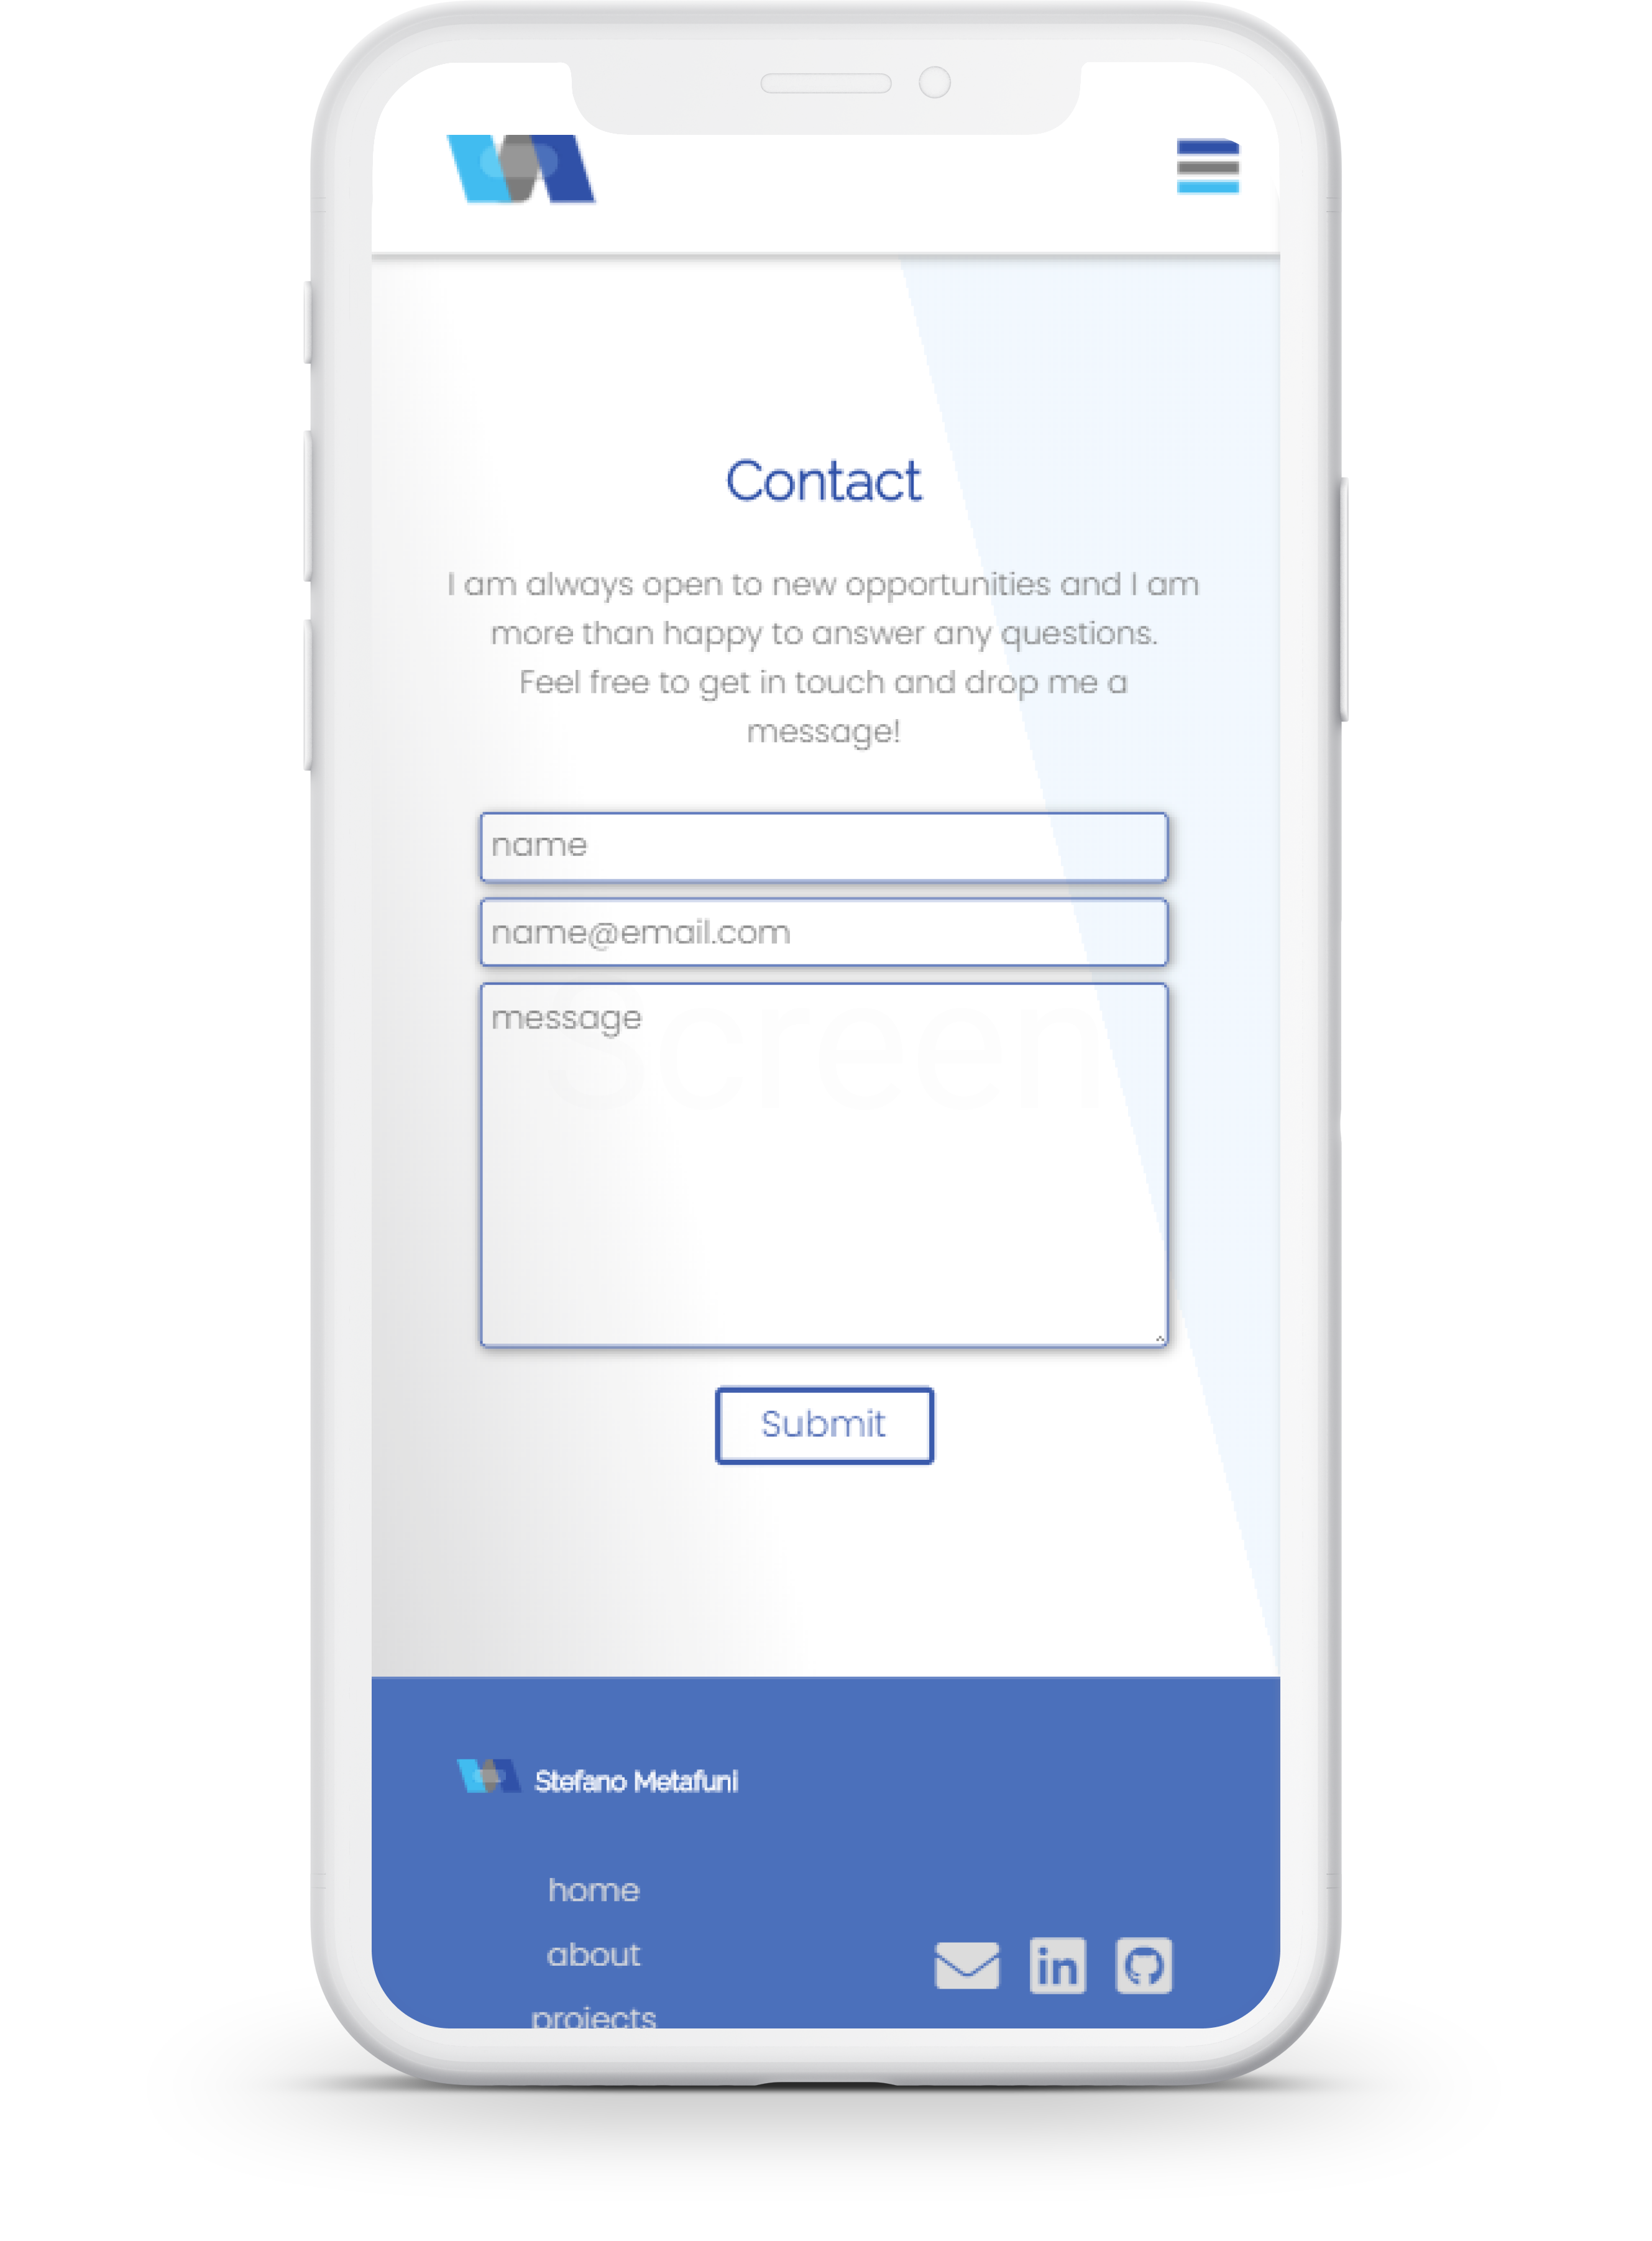 Contact
I am always open to new opportunities and I am
more than happy to answer any questions.
Feel free to get in touch and drop me a
message!
name
name@email.com
message
Screen
Submit
Stefano Metafuni
home
about
in
projects